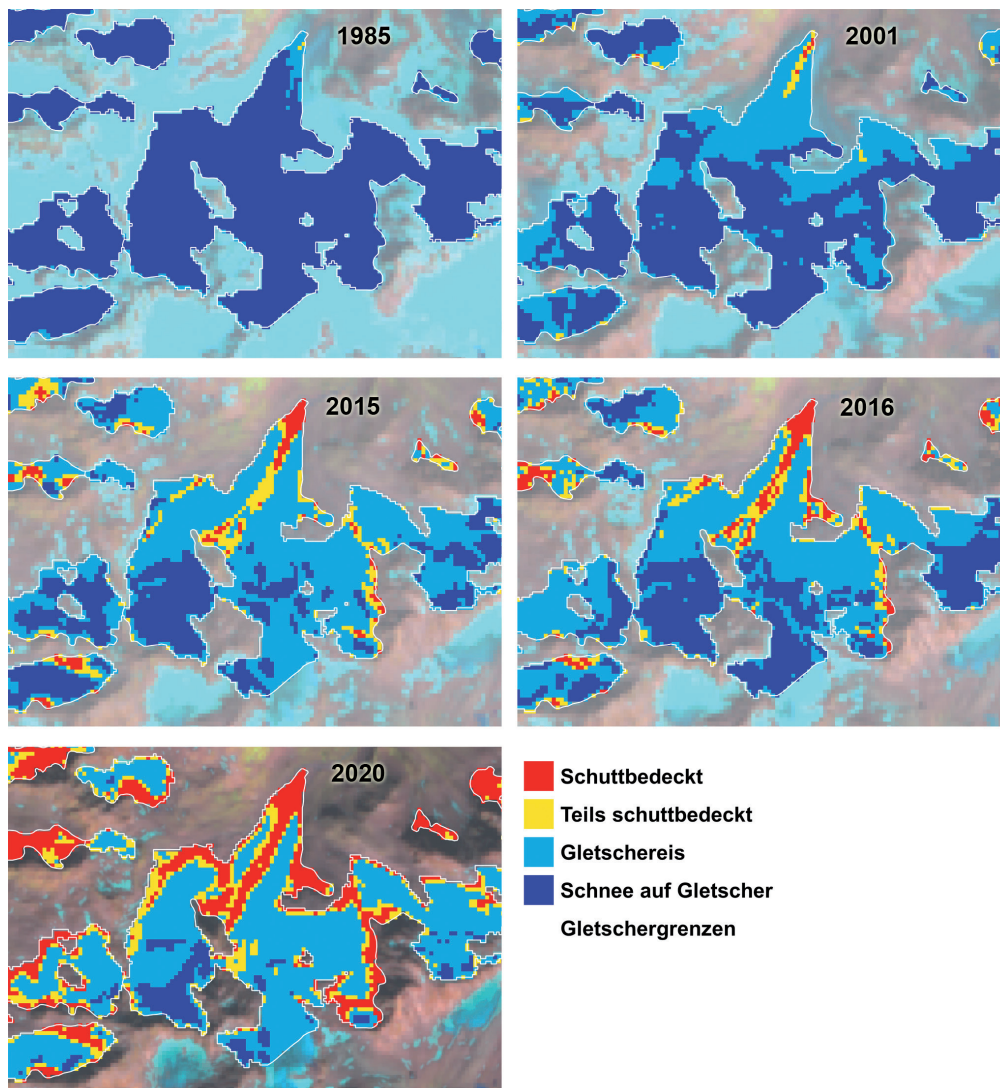 1985
2001
2015
2016
2020
Schuttbedeckt
Teils schuttbedeckt
Gletschereis
Schnee auf Gletscher
Gletschergrenzen